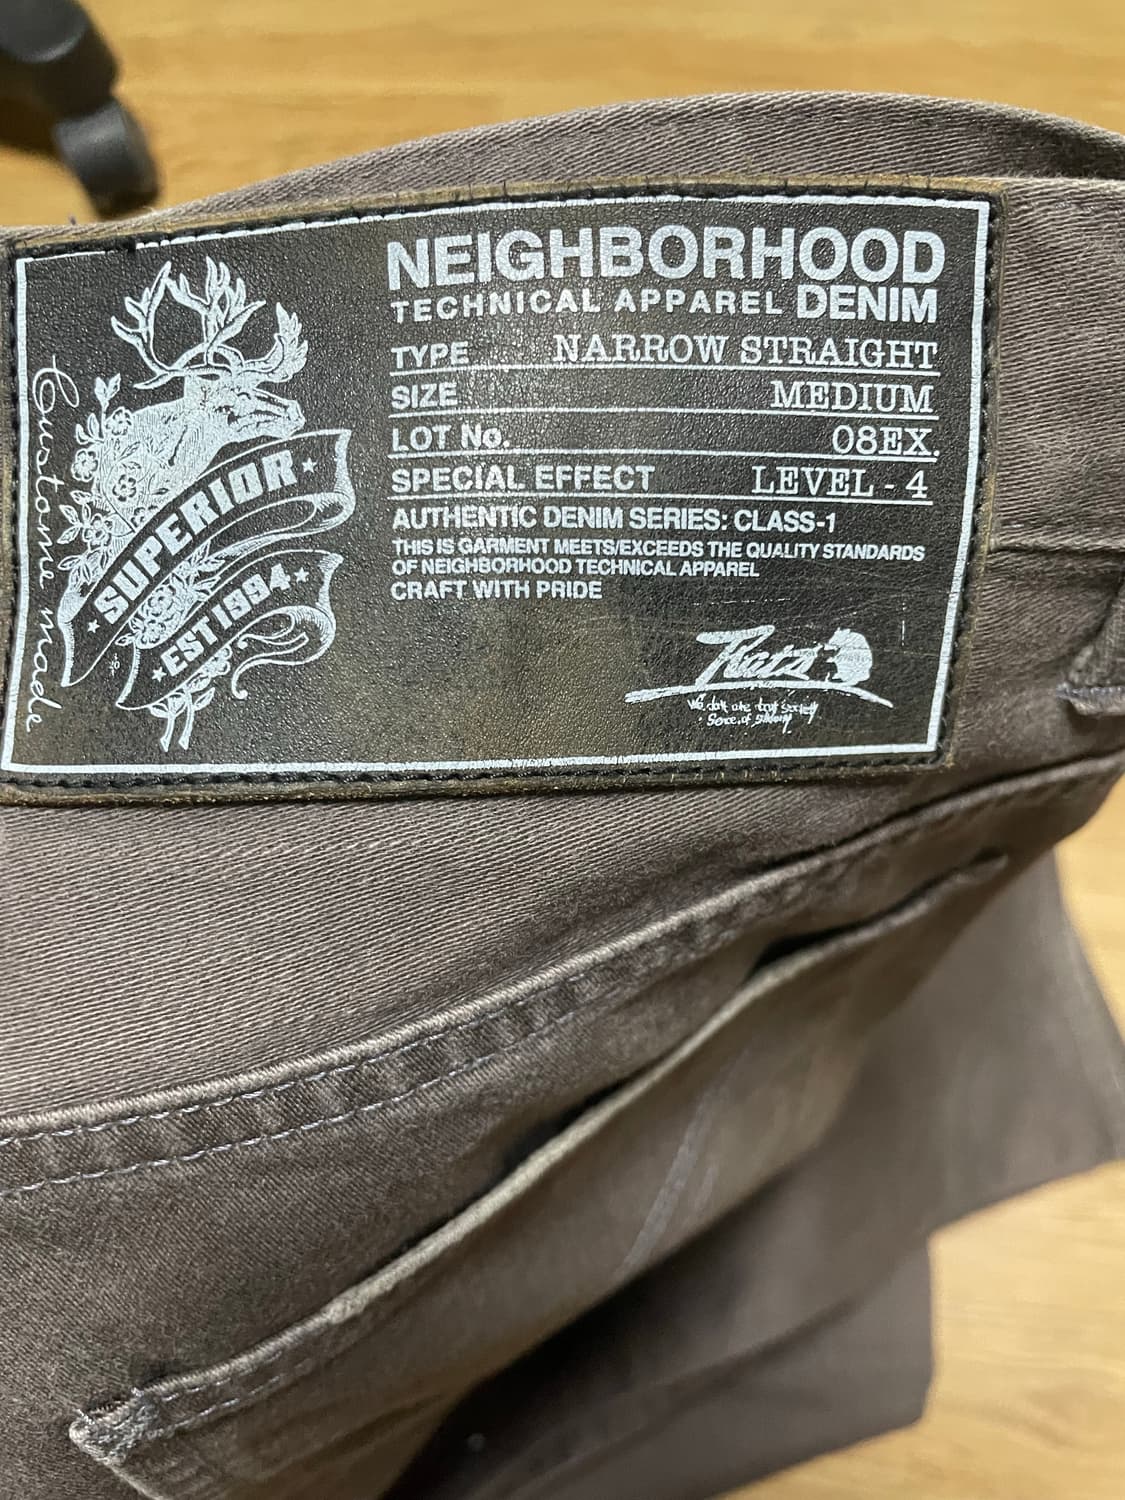 Custome made
SUPERIOR
EST 1994
NEIGHBORHOOD
TECHNICAL APPAREL DENIM
TYPE NARROW STRAIGHT
SIZE MEDIUM
LOT No. 08EX.
SPECIAL EFFECT LEVEL - 4
AUTHENTIC DENIM SERIES: CLASS-1
THIS IS GARMENT MEETS/EXCEEDS THE QUALITY STANDARDS
OF NEIGHBORHOOD TECHNICAL APPAREL
CRAFT WITH PRIDE